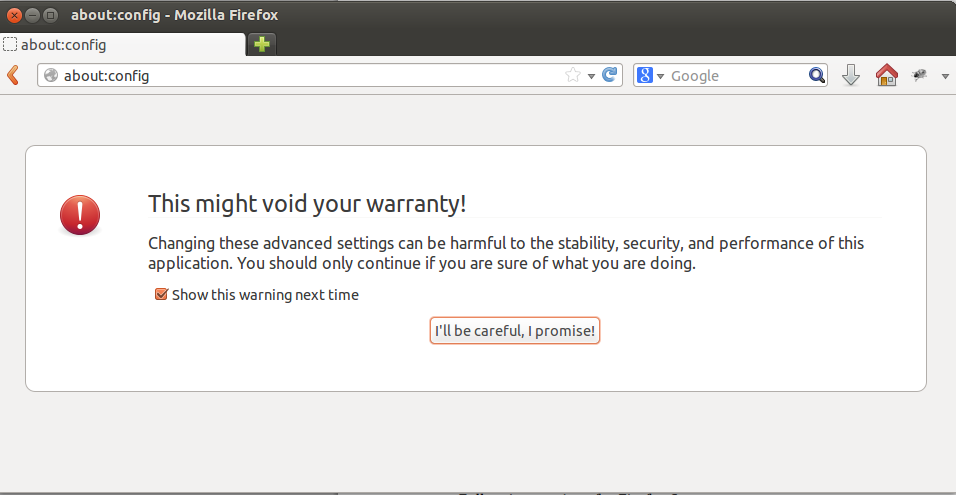 about:config - Mozilla Firefox
about:config
about:config
Google
This might void your warranty!
Changing these advanced settings can be harmful to the stability, security, and performance of this
application. You should only continue if you are sure of what you are doing.
Show this warning next time
I'll be careful, I promise!